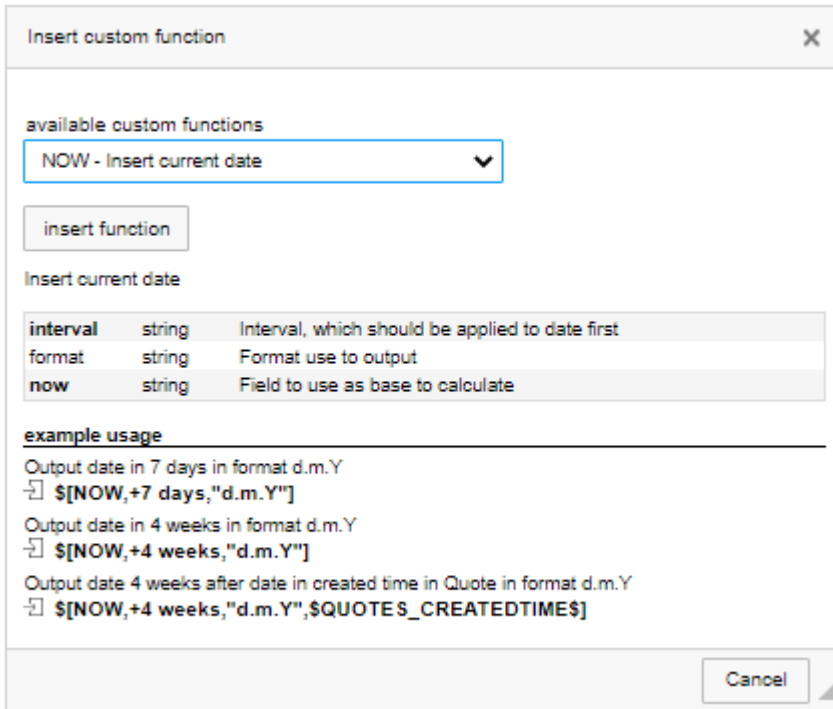 Insert custom function
available custom functions
NOW - Insert current date
insert function
Insert current date
interval string Interval, which should be applied to date first
format string Format use to output
now string Field to use as base to calculate
example usage
Output date in 7 days in format d.m.Y
$[NOW,+7 days,"d.m.Y"]
Output date in 4 weeks in format d.m.Y
$[NOW,+4 weeks,"d.m.Y"]
Output date 4 weeks after date in created time in Quote in format d.m.Y
$[NOW,+4 weeks,"d.m.Y",$QUOTES_CREATEDTIME$]
Cancel